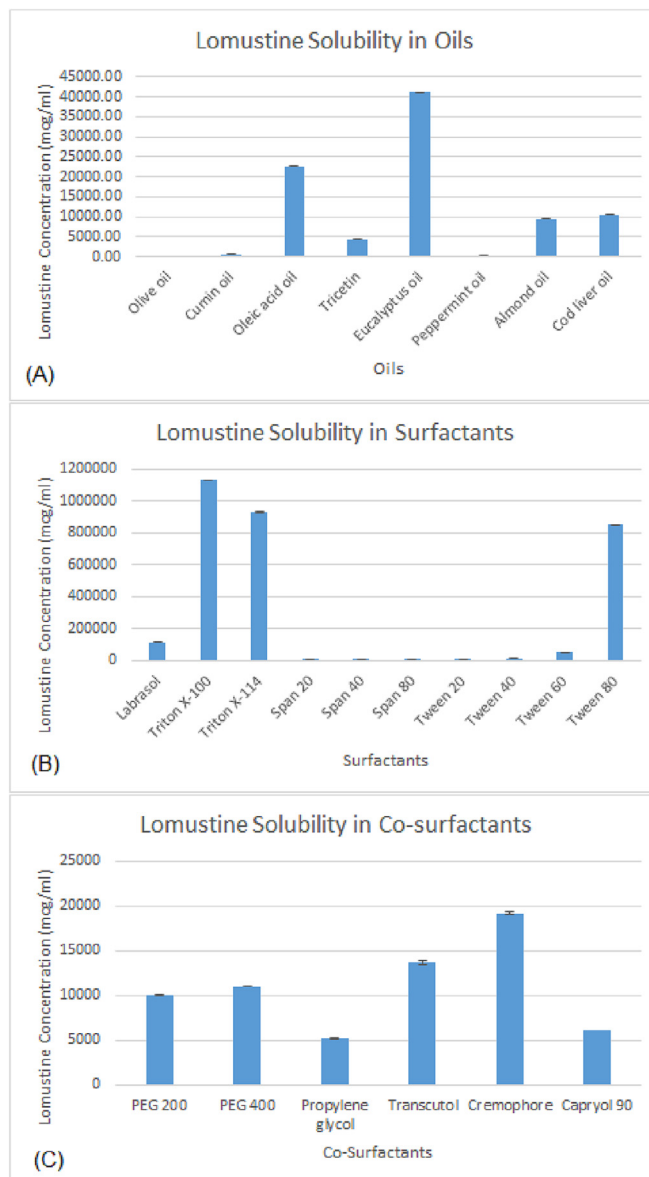 Lomustine Solubility in Oils
Lomustine Concentration (mcg/ml)
45000.00
40000.00
35000.00
30000.00
25000.00
20000.00
15000.00
10000.00
5000.00
0.00
Olive oil
Cumin oil
Oleic acid oil
Tricetin
Eucalyptus oil
Peppermint oil
Almond oil
Cod liver oil
Oils
(A)
Lomustine Solubility in Surfactants
Lomustine Concentration (mcg/ml)
1200000
1000000
800000
600000
400000
200000
0
Labrasol
Triton X-100
Triton X-114
Span 20
Span 40
Span 80
Tween 20
Tween 40
Tween 60
Tween 80
Surfactants
(B)
Lomustine Solubility in Co-surfactants
Lomustine Concentration (mcg/ml)
25000
20000
15000
10000
5000
0
PEG 200
PEG 400
Propylene
glycol
Transcutol
Cremophore
Capryol 90
Co-Surfactants
(C)